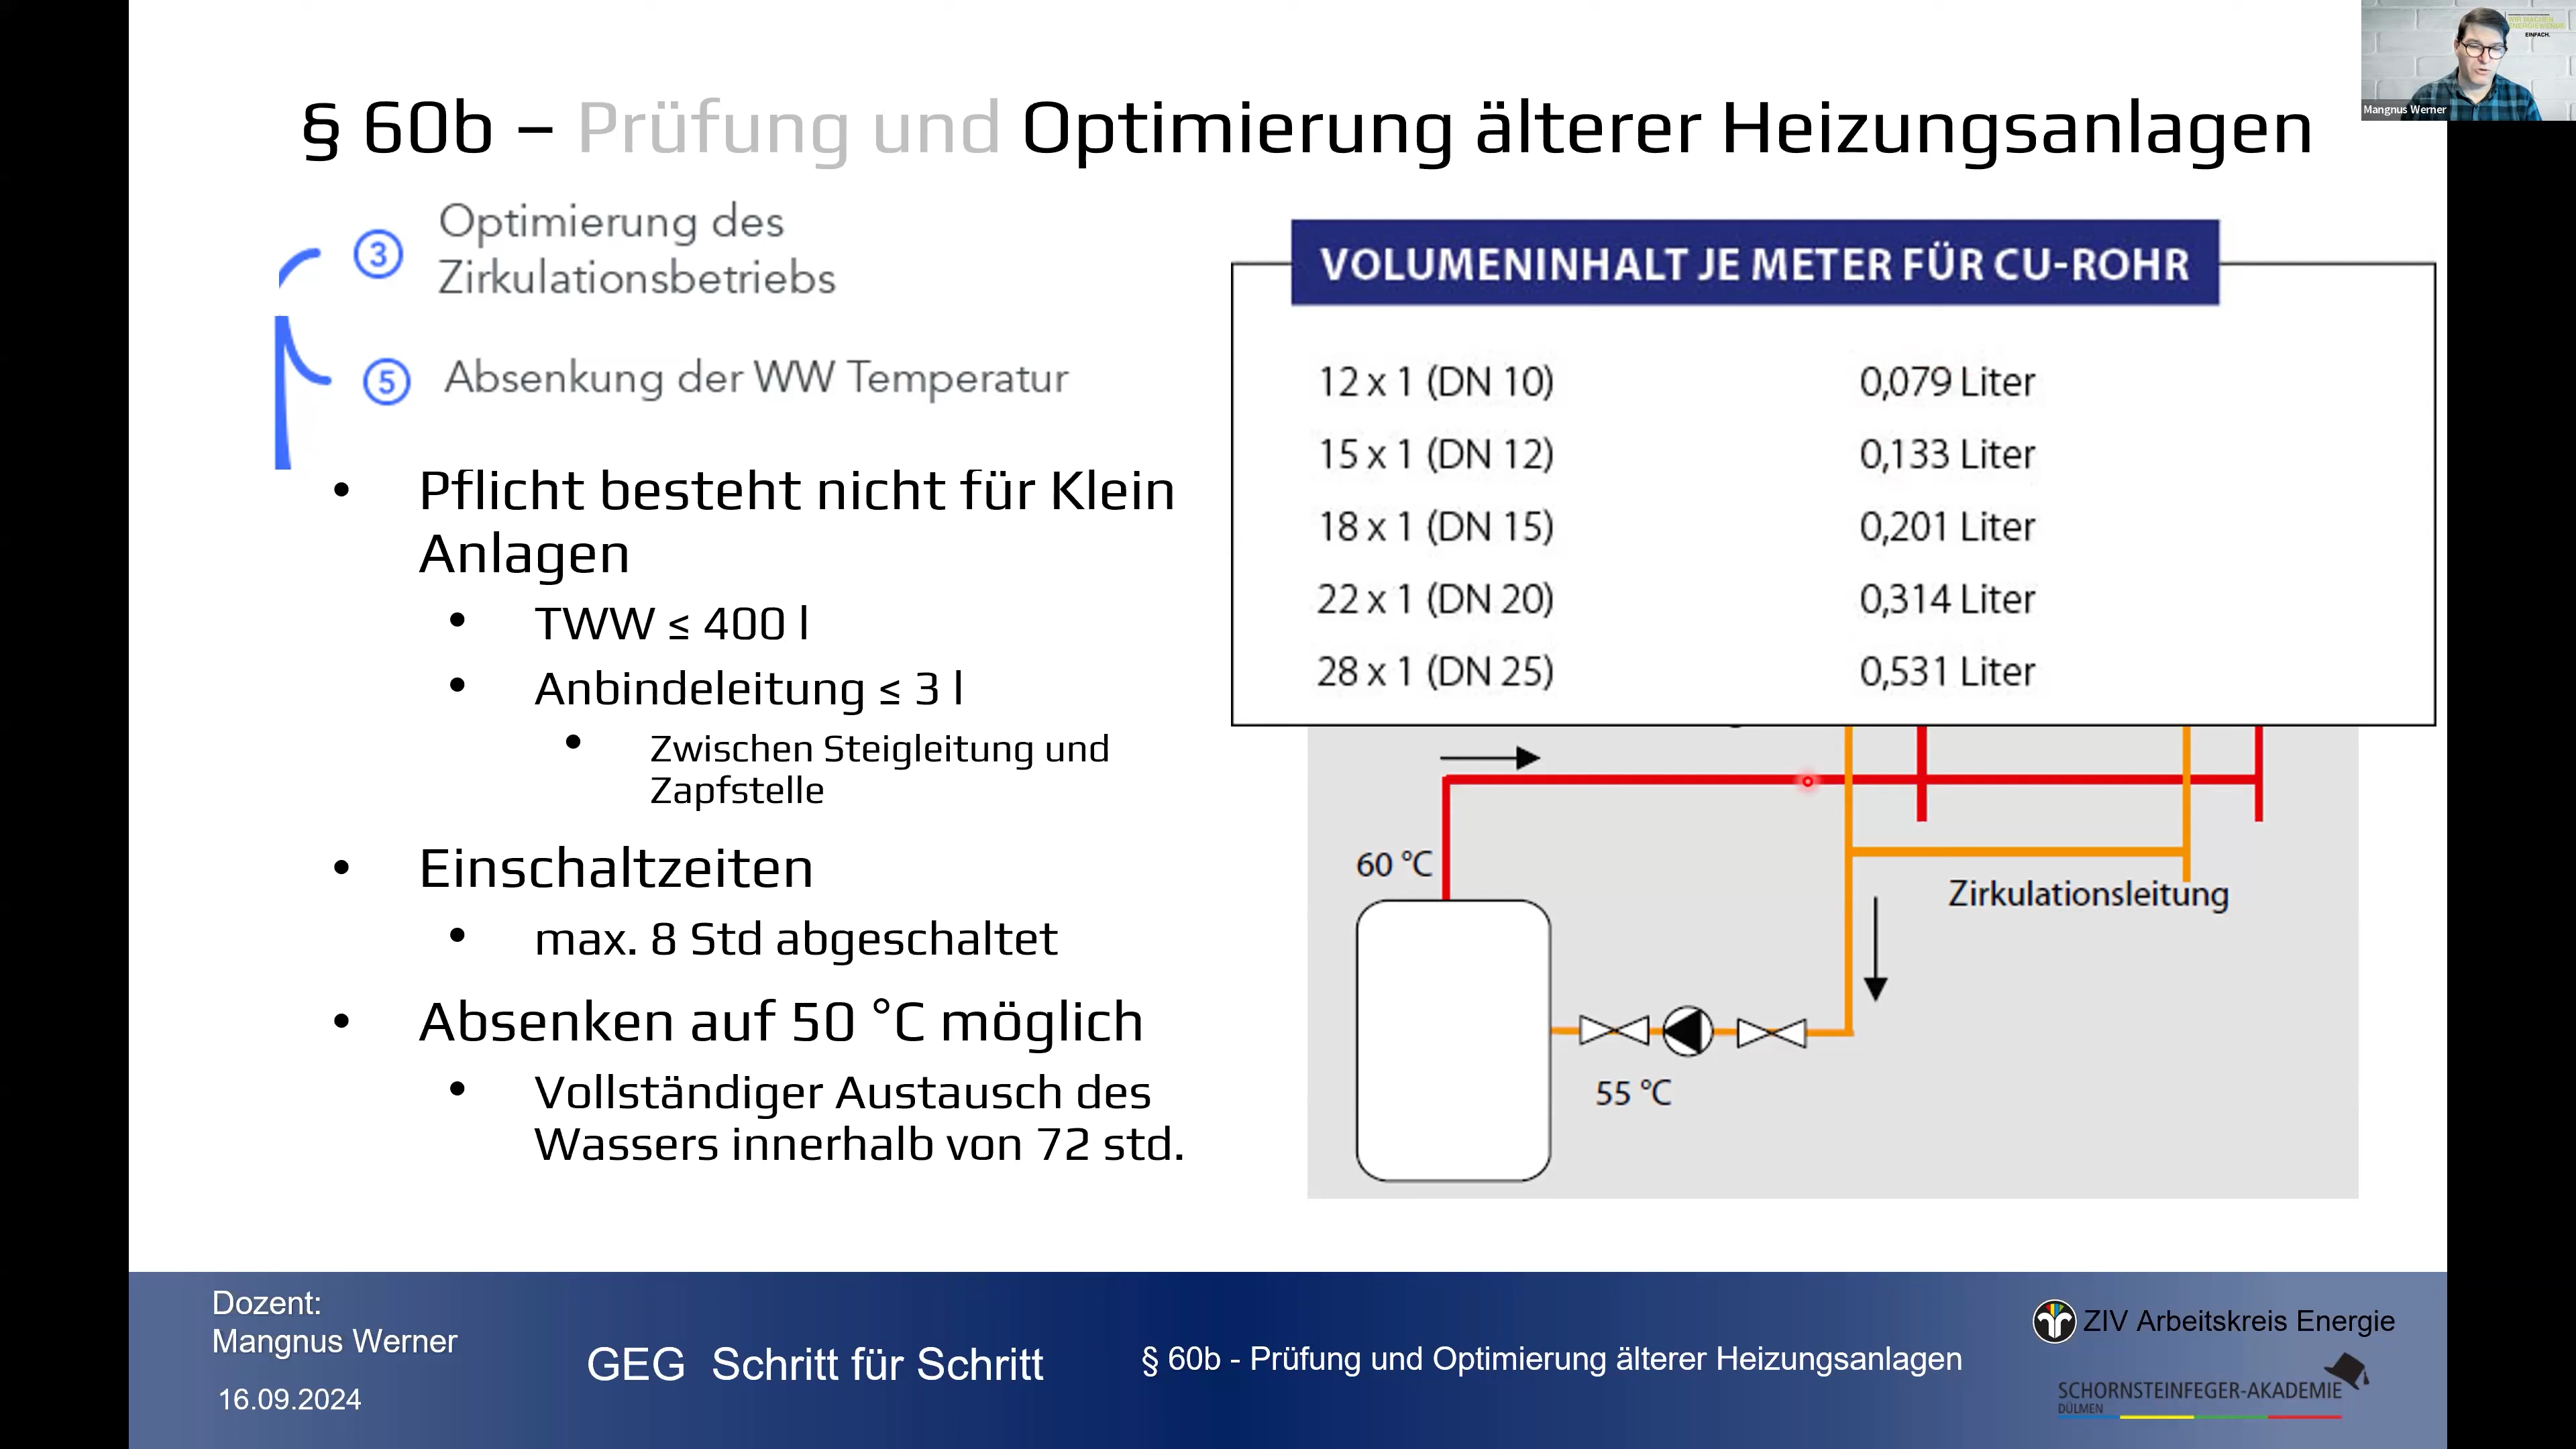 WIR MACHEN
ENERGIEWENDE
EINFACH.
Mangnus Werner
§ 60b – Prüfung und Optimierung älterer Heizungsanlagen
③ Optimierung des
Zirkulationsbetriebs
⑤ Absenkung der WW Temperatur
• Pflicht besteht nicht für Klein
Anlagen
• TWW ≤ 400 l
• Anbindeleitung ≤ 3 l
• Zwischen Steigleitung und
Zapfstelle
• Einschaltzeiten
• max. 8 Std abgeschaltet
• Absenken auf 50 °C möglich
• Vollständiger Austausch des
Wassers innerhalb von 72 std.
VOLUMENINHALT JE METER FÜR CU-ROHR
12 x 1 (DN 10) 0,079 Liter
15 x 1 (DN 12) 0,133 Liter
18 x 1 (DN 15) 0,201 Liter
22 x 1 (DN 20) 0,314 Liter
28 x 1 (DN 25) 0,531 Liter
60 °C
Zirkulationsleitung
55 °C
Dozent:
Mangnus Werner
16.09.2024
GEG Schritt für Schritt
§ 60b - Prüfung und Optimierung älterer Heizungsanlagen
ZIV Arbeitskreis Energie
SCHORNSTEINFEGER-AKADEMIE
DÜLMEN